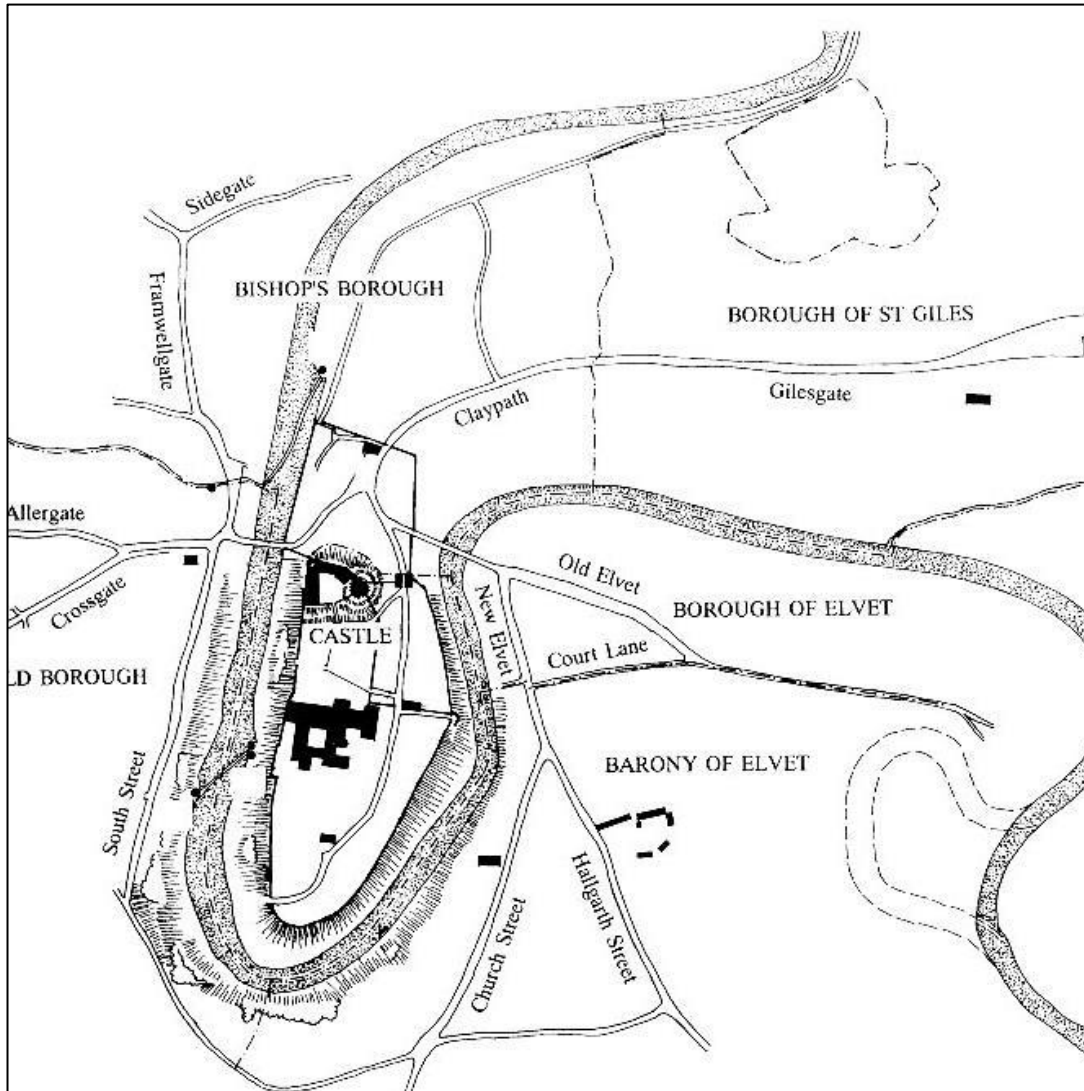 Sidegate
Framwellgate
BISHOP'S BOROUGH
BOROUGH OF ST GILES
Claypath
Gilesgate
Allergate
Crossgate
Old Elvet
New Elvet
BOROUGH OF ELVET
CASTLE
Court Lane
LD BOROUGH
BARONY OF ELVET
South Street
Church Street
Hallgarth Street